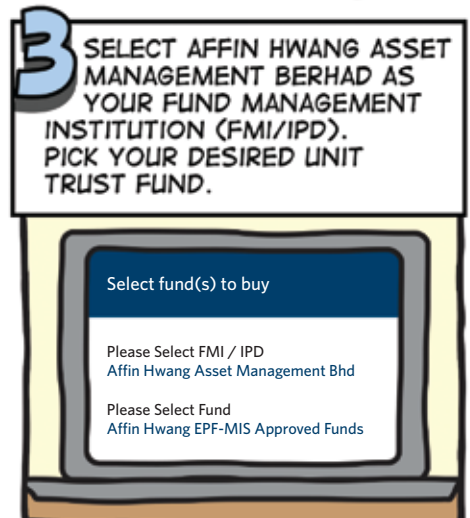 3 SELECT AFFIN HWANG ASSET
MANAGEMENT BERHAD AS
YOUR FUND MANAGEMENT
INSTITUTION (FMI/IPD).
PICK YOUR DESIRED UNIT
TRUST FUND.
Select fund(s) to buy
Please Select FMI / IPD
Affin Hwang Asset Management Bhd
Please Select Fund
Affin Hwang EPF-MIS Approved Funds